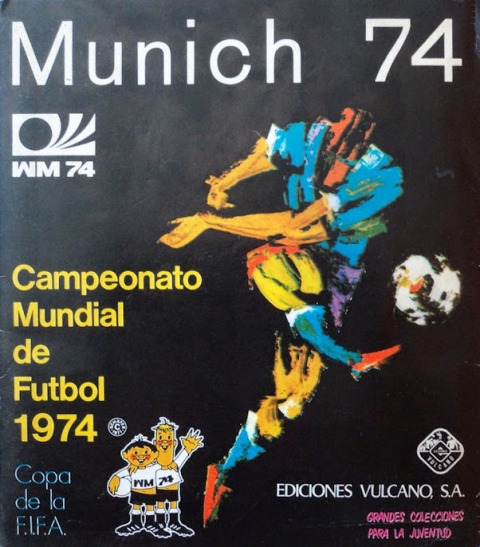 Munich 74
WM 74
Campeonato
Mundial
de
Futbol
1974
Copa
de la
F.I.F.A.
WM 74
VULCANO
EDICIONES VULCANO, S.A.
GRANDES COLECCIONES
PARA LA JUVENTUD